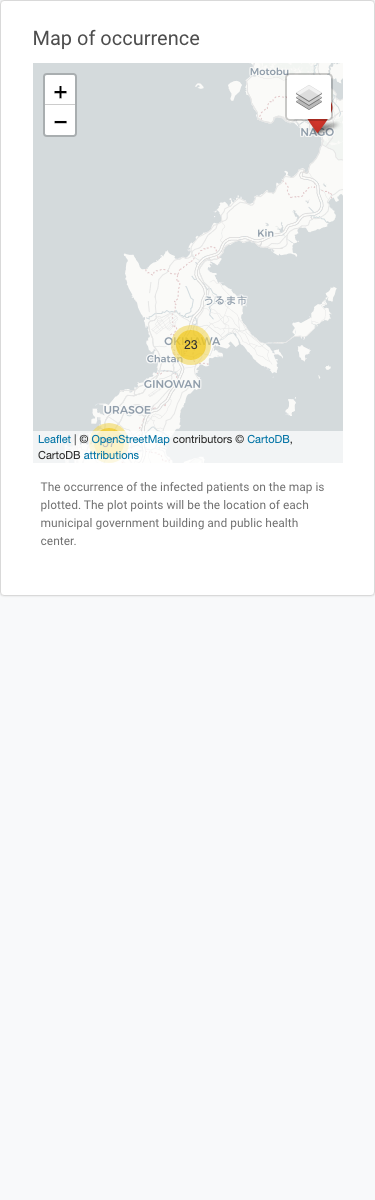 Map of occurrence
Motobu
+
−
NAGO
Kin
うるま市
23
Chatan
GINOWAN
URASOE
Leaflet | © OpenStreetMap contributors © CartoDB,
CartoDB attributions
The occurrence of the infected patients on the map is
plotted. The plot points will be the location of each
municipal government building and public health
center.